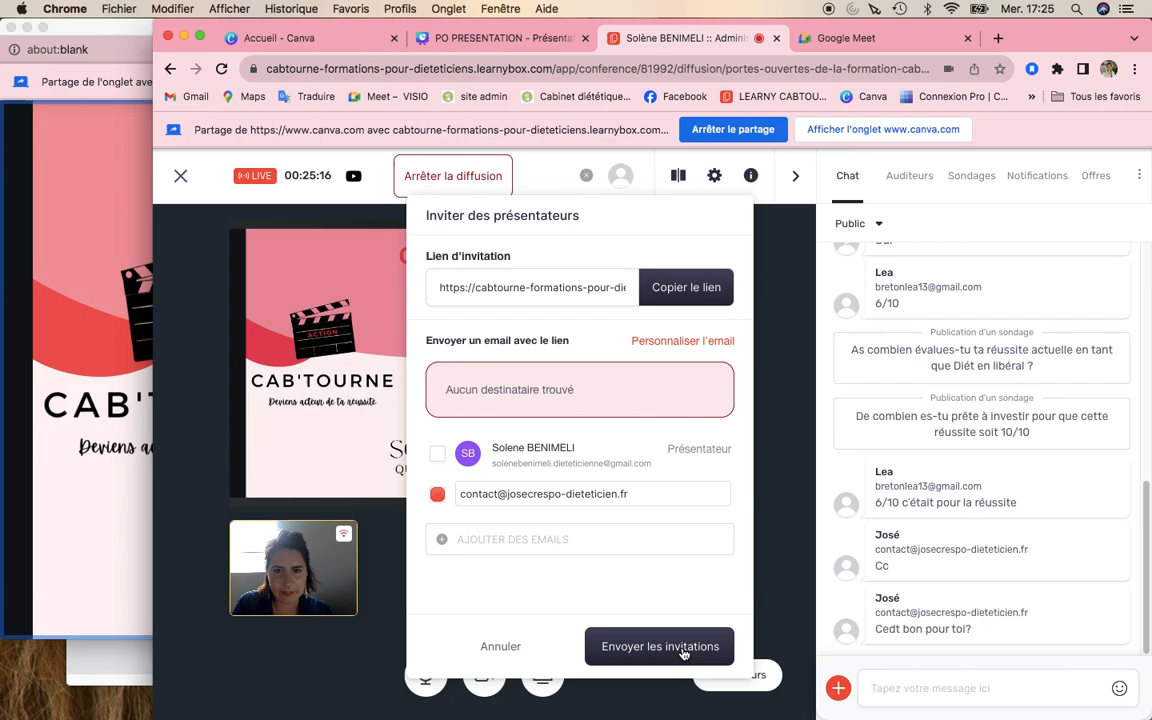 Chrome Fichier Modifier Afficher Historique Favoris Profils Onglet Fenêtre Aide Mer. 17:25
about:blank
Partage de l'onglet ave
Accueil - Canva
PO PRESENTATION - Présenta
Solène BENIMELI :: Admini
Google Meet
cabtourne-formations-pour-dieteticiens.learnybox.com/app/conference/81992/diffusion/portes-ouvertes-de-la-formation-cab...
Gmail Maps Traduire Meet – VISIO site admin Cabinet diététique... Facebook LEARNY CABTOU... Canva Connexion Pro | C... » Tous les favoris
Partage de https://www.canva.com avec cabtourne-formations-pour-dieteticiens.learnybox.com...
Arrêter le partage
Afficher l'onglet www.canva.com
LIVE 00:25:16
Arrêter la diffusion
Chat Auditeurs Sondages Notifications Offres
Public
ACTION
CAB'T
Deviens a
ACTION
CAB'TOURNE
Deviens acteur de ta réussite
Inviter des présentateurs
Lien d'invitation
https://cabtourne-formations-pour-die
Copier le lien
Envoyer un email avec le lien
Personnaliser l'email
Aucun destinataire trouvé
SB
Solene BENIMELI
solenebenimeli.dieteticienne@gmail.com
Présentateur
contact@josecrespo-dieteticien.fr
AJOUTER DES EMAILS
Annuler
Envoyer les invitations
urs
Lea
bretonlea13@gmail.com
6/10
Publication d'un sondage
As combien évalues-tu ta réussite actuelle en tant
que Diét en libéral ?
Publication d'un sondage
De combien es-tu prête à investir pour que cette
réussite soit 10/10
Lea
bretonlea13@gmail.com
6/10 c'était pour la réussite
José
contact@josecrespo-dieteticien.fr
Cc
José
contact@josecrespo-dieteticien.fr
Cedt bon pour toi?
Tapez votre message ici